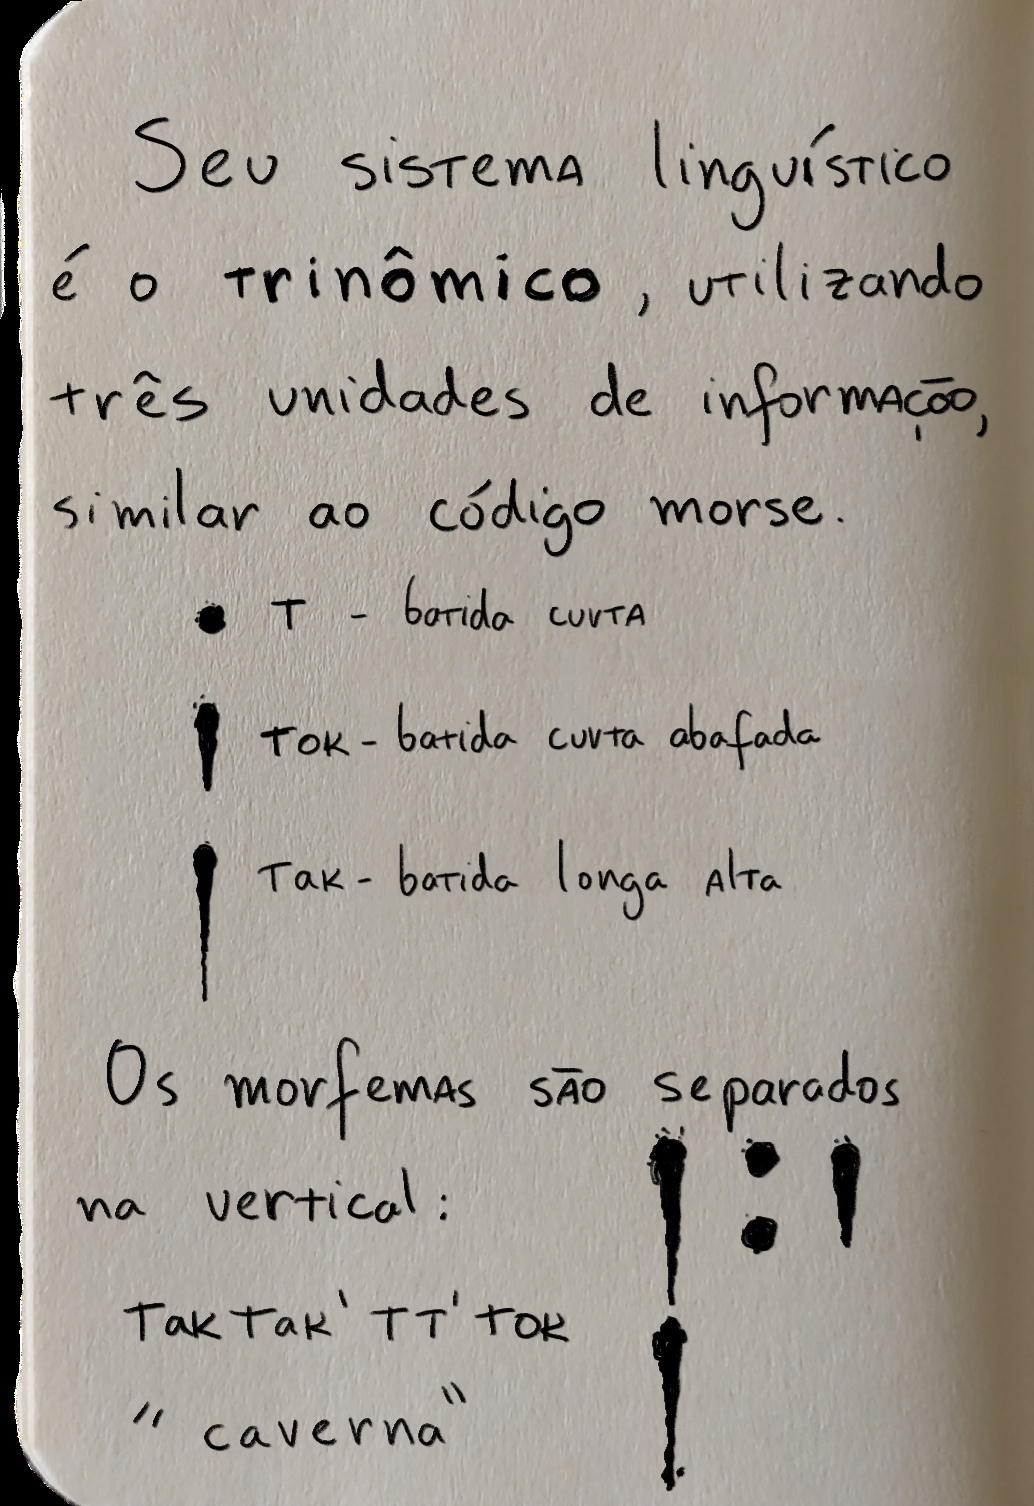 Seu sistema linguístico
é o trinômico, utilizando
três unidades de informação,
similar ao código morse.
T - batida curta
Tok - batida curta abafada
Tak - batida longa alta
Os morfemas são separados
na vertical:
TakTak' TT' Tok
"caverna"